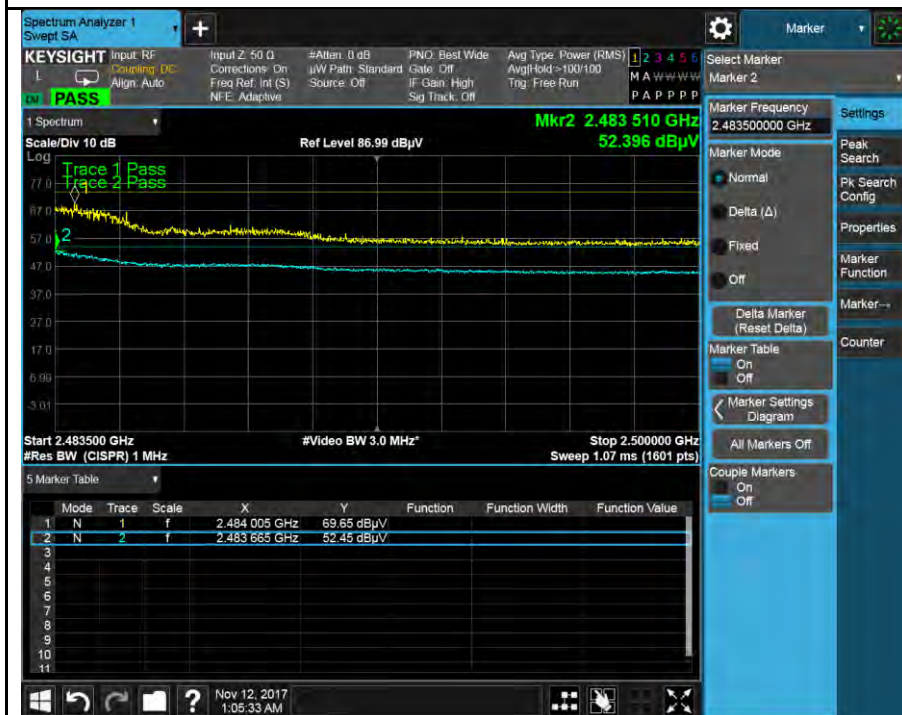 Spectrum Analyzer 1
Swept SA
+
Marker
KEYSIGHT Input: RF Input Z: 50 Ω #Atten: 0 dB PNO: Best Wide Avg Type: Power (RMS) 1 2 3 4 5 6
L Coupling: DC Corrections: On µW Path: Standard Gate: Off Avg|Hold:>100/100 M A W W W W
Align: Auto Freq Ref: Int (S) Source: Off IF Gain: High Trig: Free Run P A P P P P
PASS NFE: Adaptive Sig Track: Off
Select Marker
Marker 2
1 Spectrum
Mkr2 2.483 510 GHz
Scale/Div 10 dB Ref Level 86.99 dBµV 52.396 dBµV
Log
Trace 1 Pass
Trace 2 Pass
77.0
67.0
57.0
47.0
37.0
27.0
17.0
6.99
-3.01
1
2
Start 2.483500 GHz #Video BW 3.0 MHz* Stop 2.500000 GHz
#Res BW (CISPR) 1 MHz Sweep 1.07 ms (1601 pts)
5 Marker Table
Mode Trace Scale X Y Function Function Width Function Value
1 N 1 f 2.484 005 GHz 69.65 dBµV
2 N 2 f 2.483 665 GHz 52.45 dBµV
3
4
5
6
7
8
9
10
11
Marker Frequency
2.483500000 GHz
Marker Mode
Normal
Delta (Δ)
Fixed
Off
Delta Marker
(Reset Delta)
Marker Table
On
Off
Marker Settings
Diagram
All Markers Off
Couple Markers
On
Off
Settings
Peak
Search
Pk Search
Config
Properties
Marker
Function
Marker→
Counter
?
Nov 12, 2017
1:05:33 AM